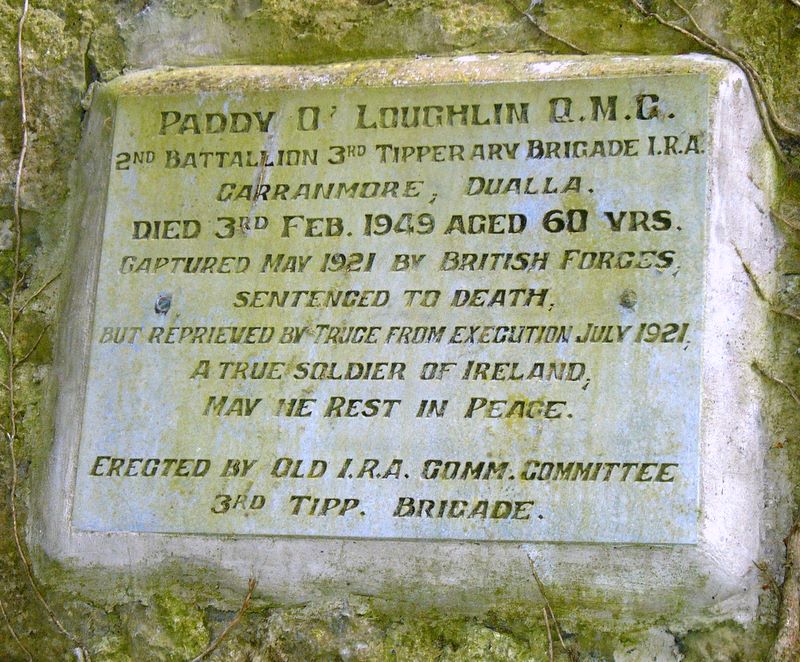 PADDY O' LOUGHLIN Q.M.G.
2ND BATTALLION 3RD TIPPERARY BRIGADE I.R.A.
GARRANMORE, DUALLA.
DIED 3RD FEB. 1949 AGED 60 YRS.
CAPTURED MAY 1921 BY BRITISH FORCES,
SENTENCED TO DEATH,
BUT REPRIEVED BY TRUCE FROM EXECUTION JULY 1921,
A TRUE SOLDIER OF IRELAND,
MAY HE REST IN PEACE.
ERECTED BY OLD I.R.A. COMM. COMMITTEE
3RD TIPP. BRIGADE.